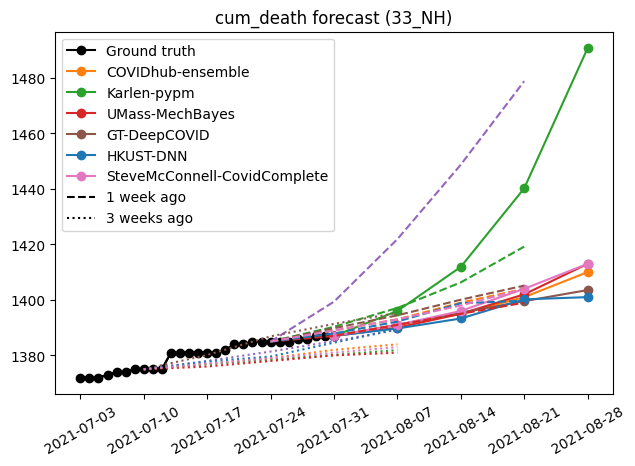 cum_death forecast (33_NH)
Ground truth
COVIDhub-ensemble
Karlen-pypm
UMass-MechBayes
GT-DeepCOVID
HKUST-DNN
SteveMcConnell-CovidComplete
1 week ago
3 weeks ago
1480
1460
1440
1420
1400
1380
2021-07-03
2021-07-10
2021-07-17
2021-07-24
2021-07-31
2021-08-07
2021-08-14
2021-08-21
2021-08-28